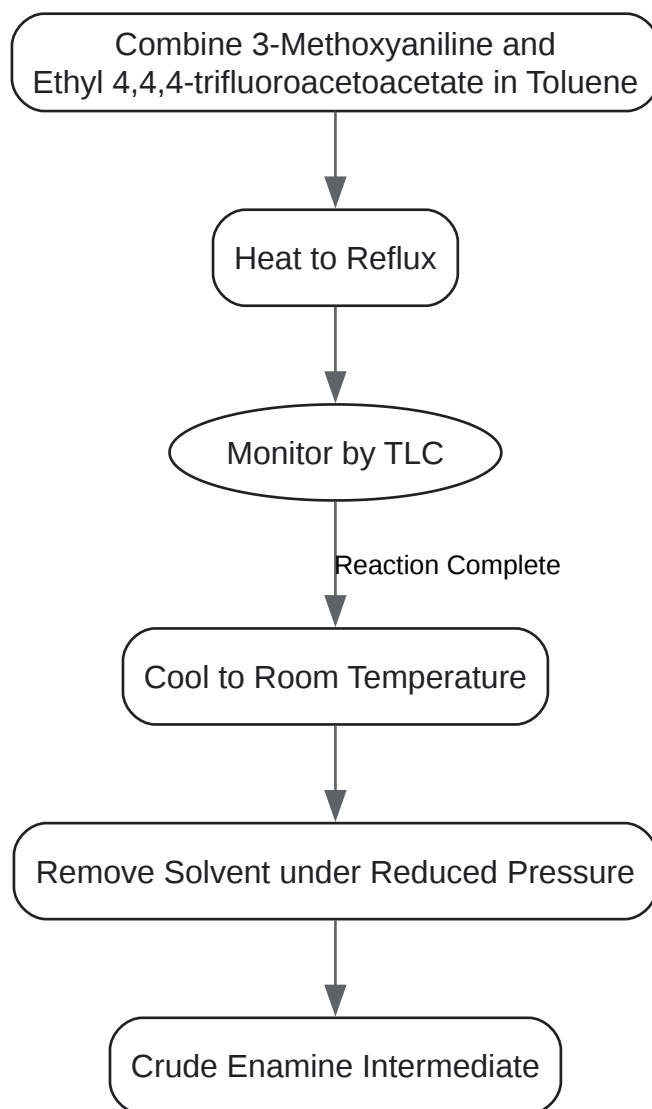 Combine 3-Methoxyaniline and
Ethyl 4,4,4-trifluoroacetoacetate in Toluene
Heat to Reflux
Monitor by TLC
Reaction Complete
Cool to Room Temperature
Remove Solvent under Reduced Pressure
Crude Enamine Intermediate